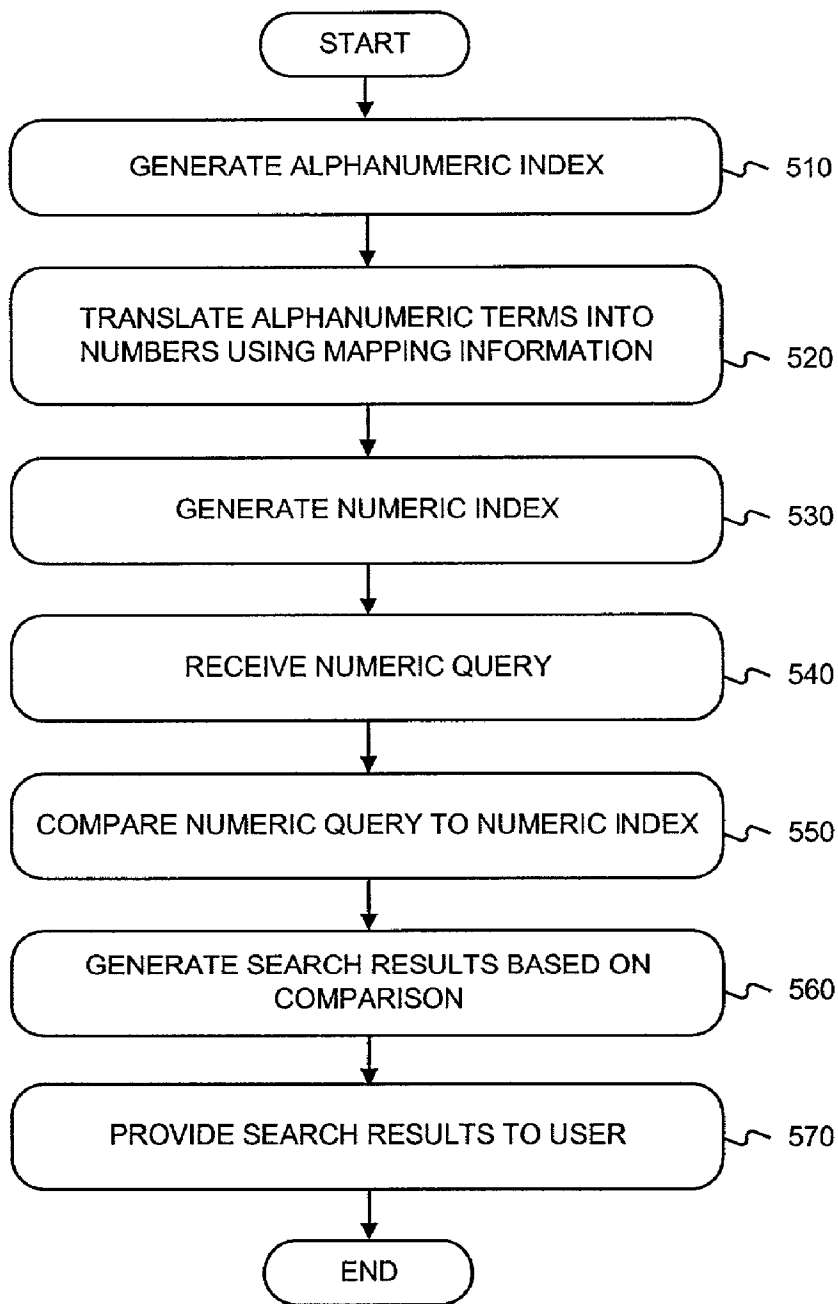 START
GENERATE ALPHANUMERIC INDEX
510
TRANSLATE ALPHANUMERIC TERMS INTO
NUMBERS USING MAPPING INFORMATION
520
GENERATE NUMERIC INDEX
530
RECEIVE NUMERIC QUERY
540
COMPARE NUMERIC QUERY TO NUMERIC INDEX
550
GENERATE SEARCH RESULTS BASED ON
COMPARISON
560
PROVIDE SEARCH RESULTS TO USER
570
END